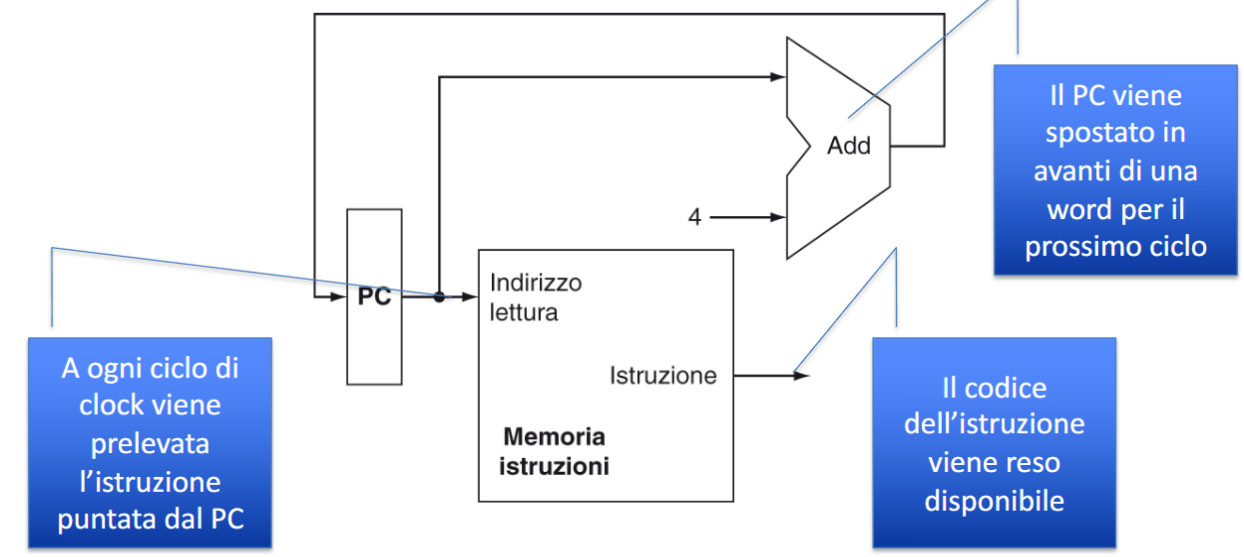 Il PC viene
spostato in
avanti di una
word per il
prossimo ciclo
Add
4
PC
Indirizzo
lettura
Istruzione
Memoria
istruzioni
A ogni ciclo di
clock viene
prelevata
l’istruzione
puntata dal PC
Il codice
dell’istruzione
viene reso
disponibile